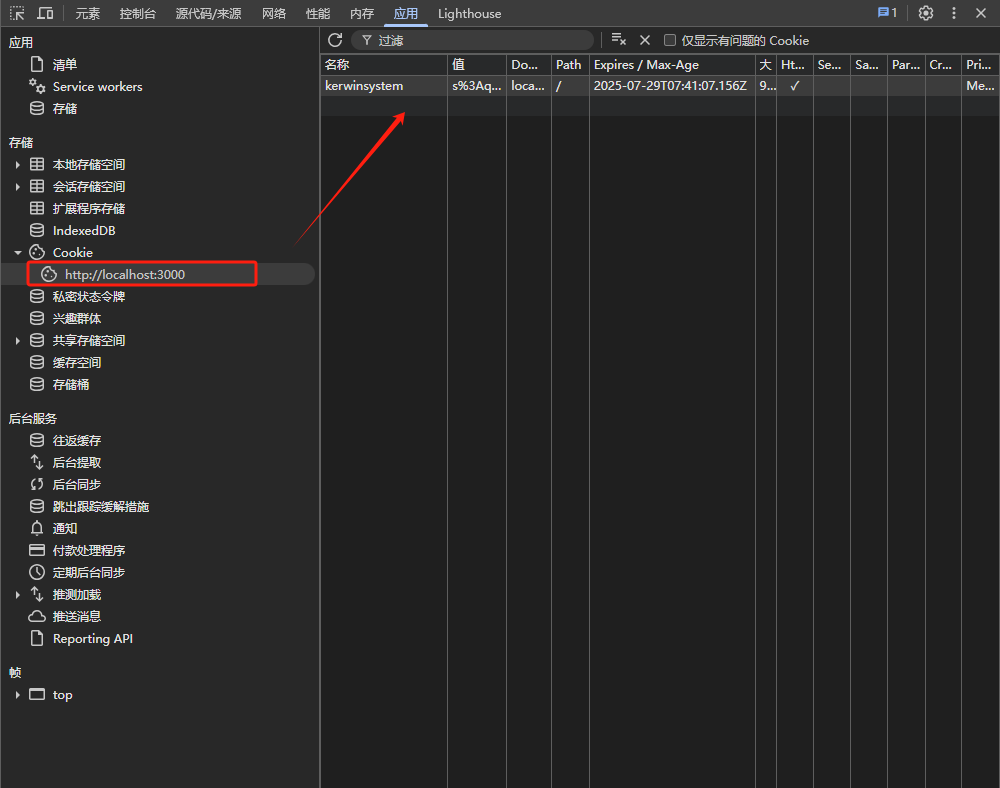 元素 控制台 源代码/来源 网络 性能 内存 应用 Lighthouse 1
应用
清单
Service workers
存储
存储
本地存储空间
会话存储空间
扩展程序存储
IndexedDB
Cookie
http://localhost:3000
私密状态令牌
兴趣群体
共享存储空间
缓存空间
存储桶
后台服务
往返缓存
后台提取
后台同步
跳出跟踪缓解措施
通知
付款处理程序
定期后台同步
推测加载
推送消息
Reporting API
帧
top
过滤 仅显示有问题的 Cookie
名称 值 Do... Path Expires / Max-Age 大 Ht... Se... Sa... Par... Cr... Pri...
kerwinsystem s%3Aq... loca... / 2025-07-29T07:41:07.156Z 9... ✓ Me...